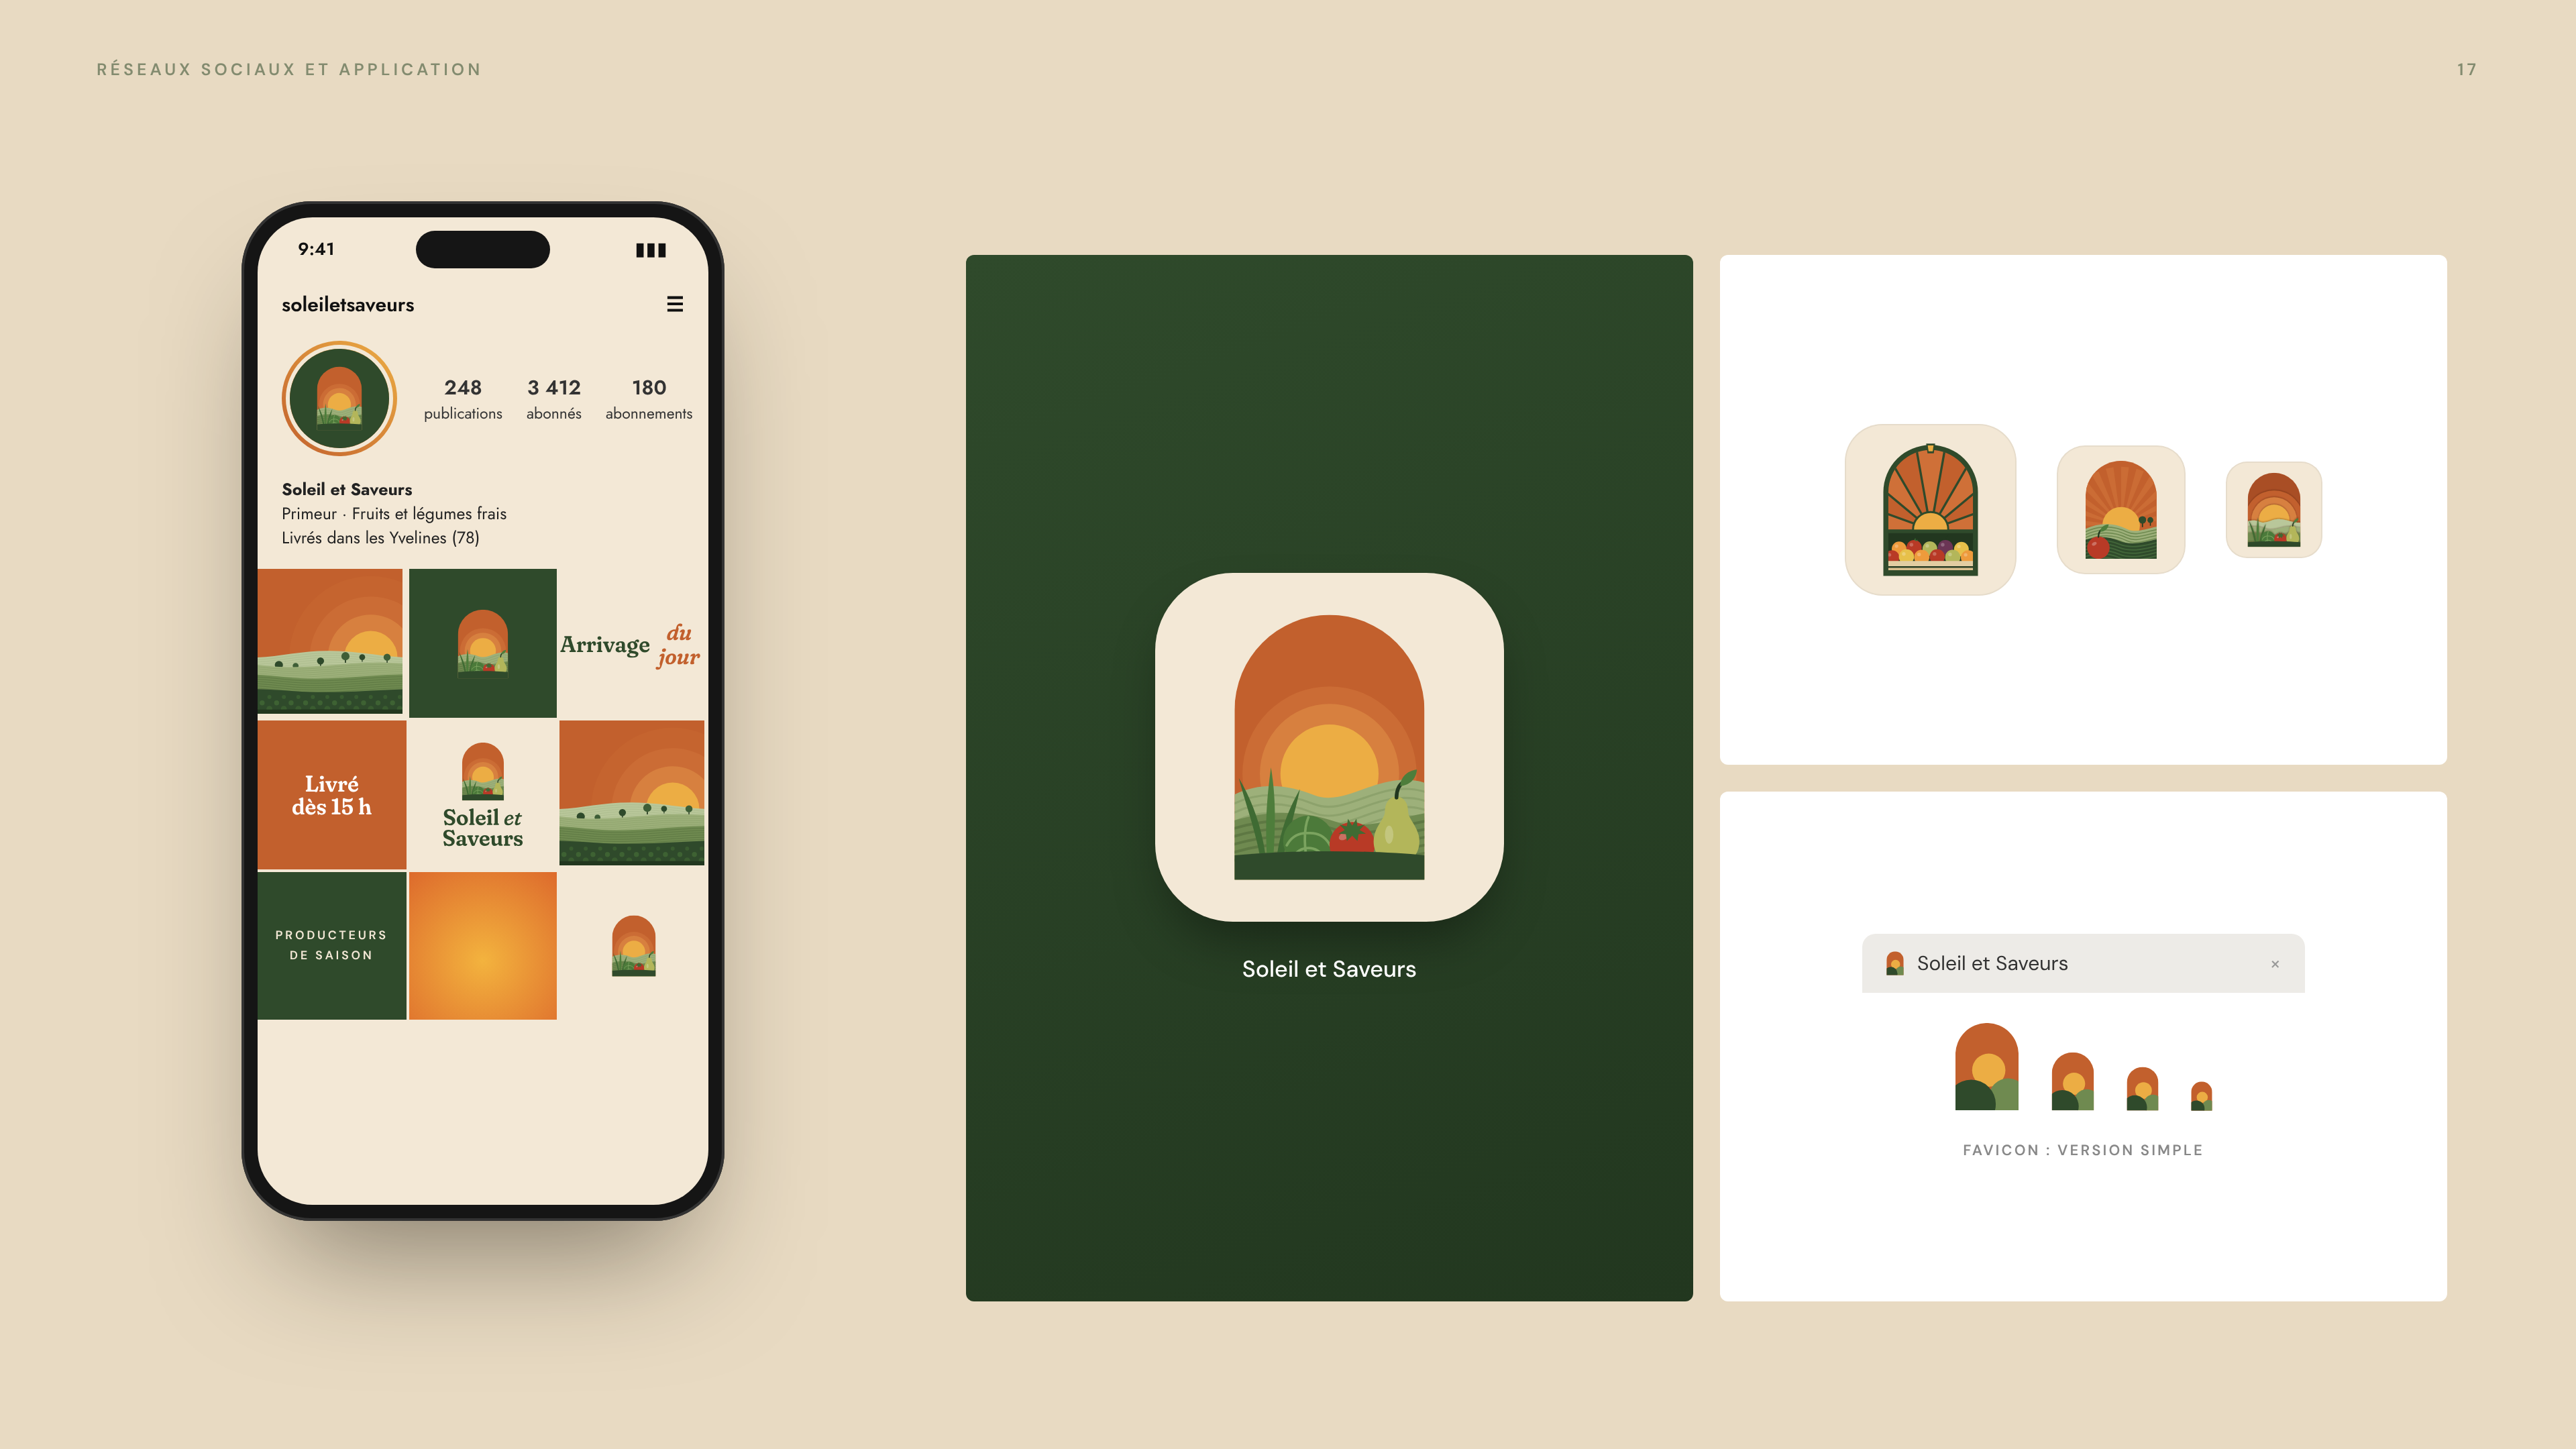 RÉSEAUX SOCIAUX ET APPLICATION
17
9:41
soleiletsaveurs
248
publications
3 412
abonnés
180
abonnements
Soleil et Saveurs
Primeur · Fruits et légumes frais
Livrés dans les Yvelines (78)
Arrivage
du
jour
Livré
dès 15 h
Soleil et
Saveurs
PRODUCTEURS
DE SAISON
Soleil et Saveurs
Soleil et Saveurs ×
FAVICON : VERSION SIMPLE